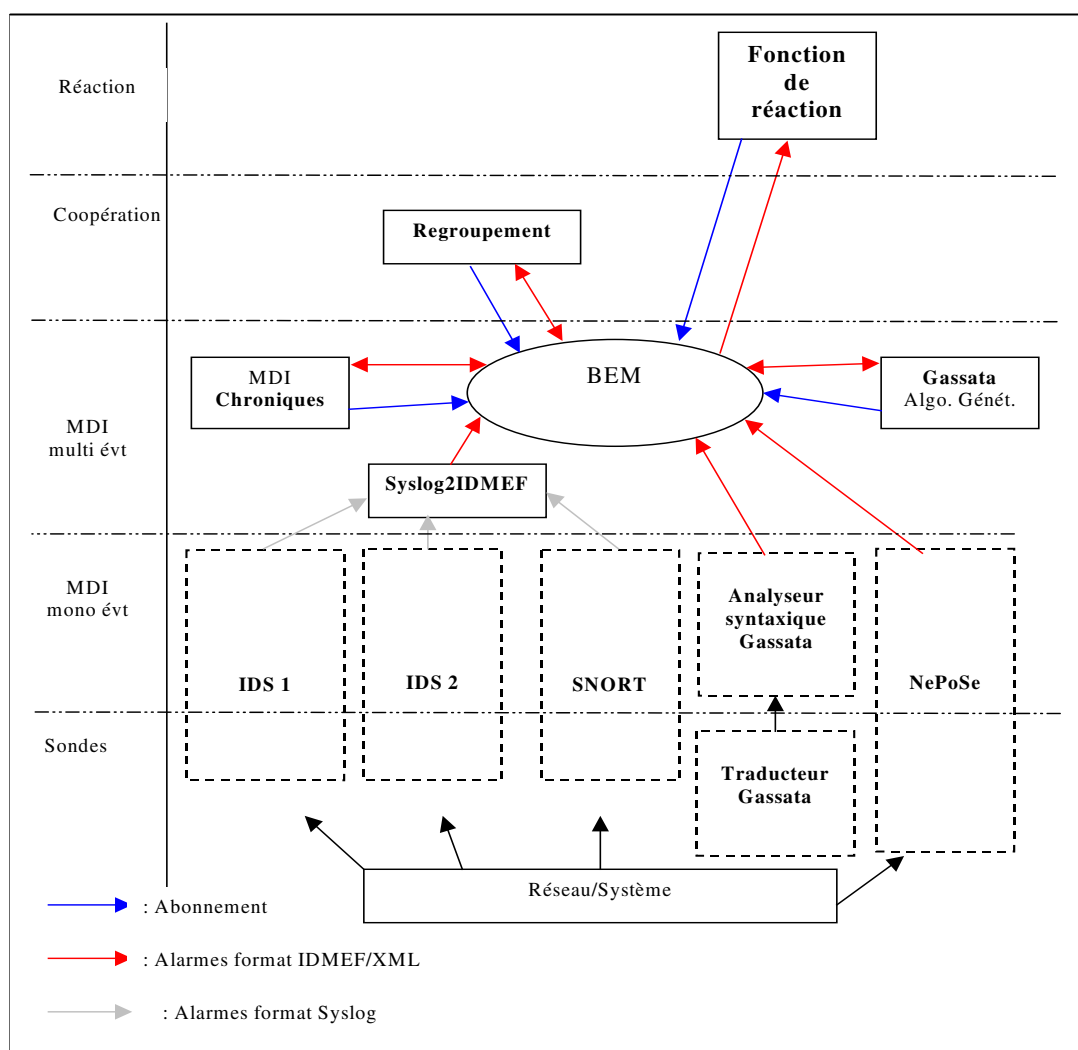 Réaction
Fonction
de
réaction
Coopération
Regroupement
MDI
multi évt
MDI
Chroniques
BEM
Gassata
Algo. Génét.
Syslog2IDMEF
MDI
mono évt
IDS 1
IDS 2
SNORT
Analyseur
syntaxique
Gassata
NePoSe
Sondes
Traducteur
Gassata
Réseau/Système
: Abonnement
: Alarmes format IDMEF/XML
: Alarmes format Syslog